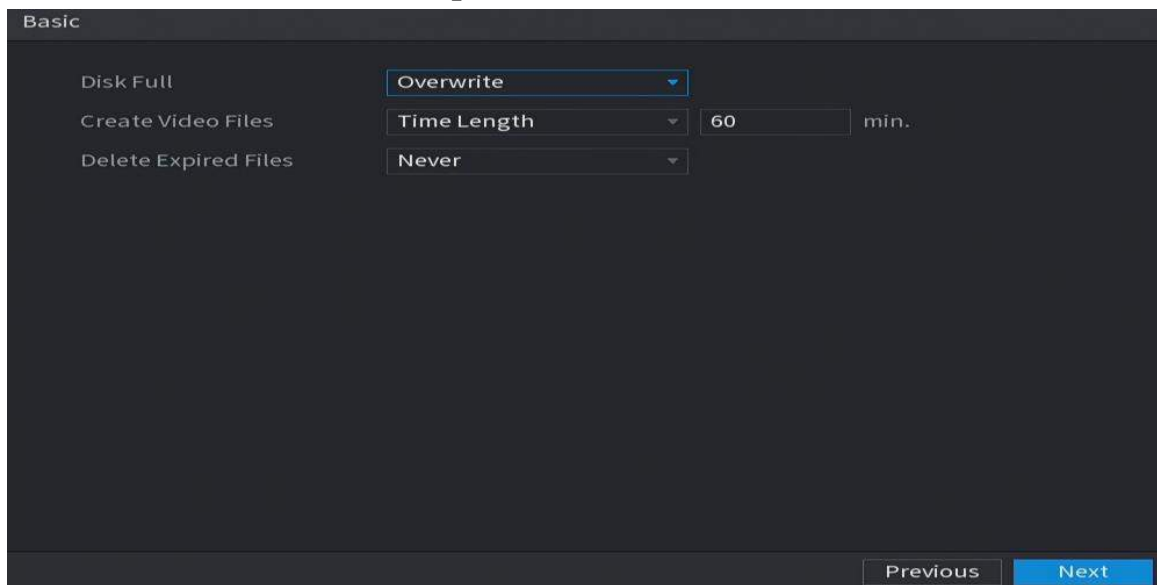 Basic
Disk Full Overwrite
Create Video Files Time Length 60 min.
Delete Expired Files Never
Previous Next